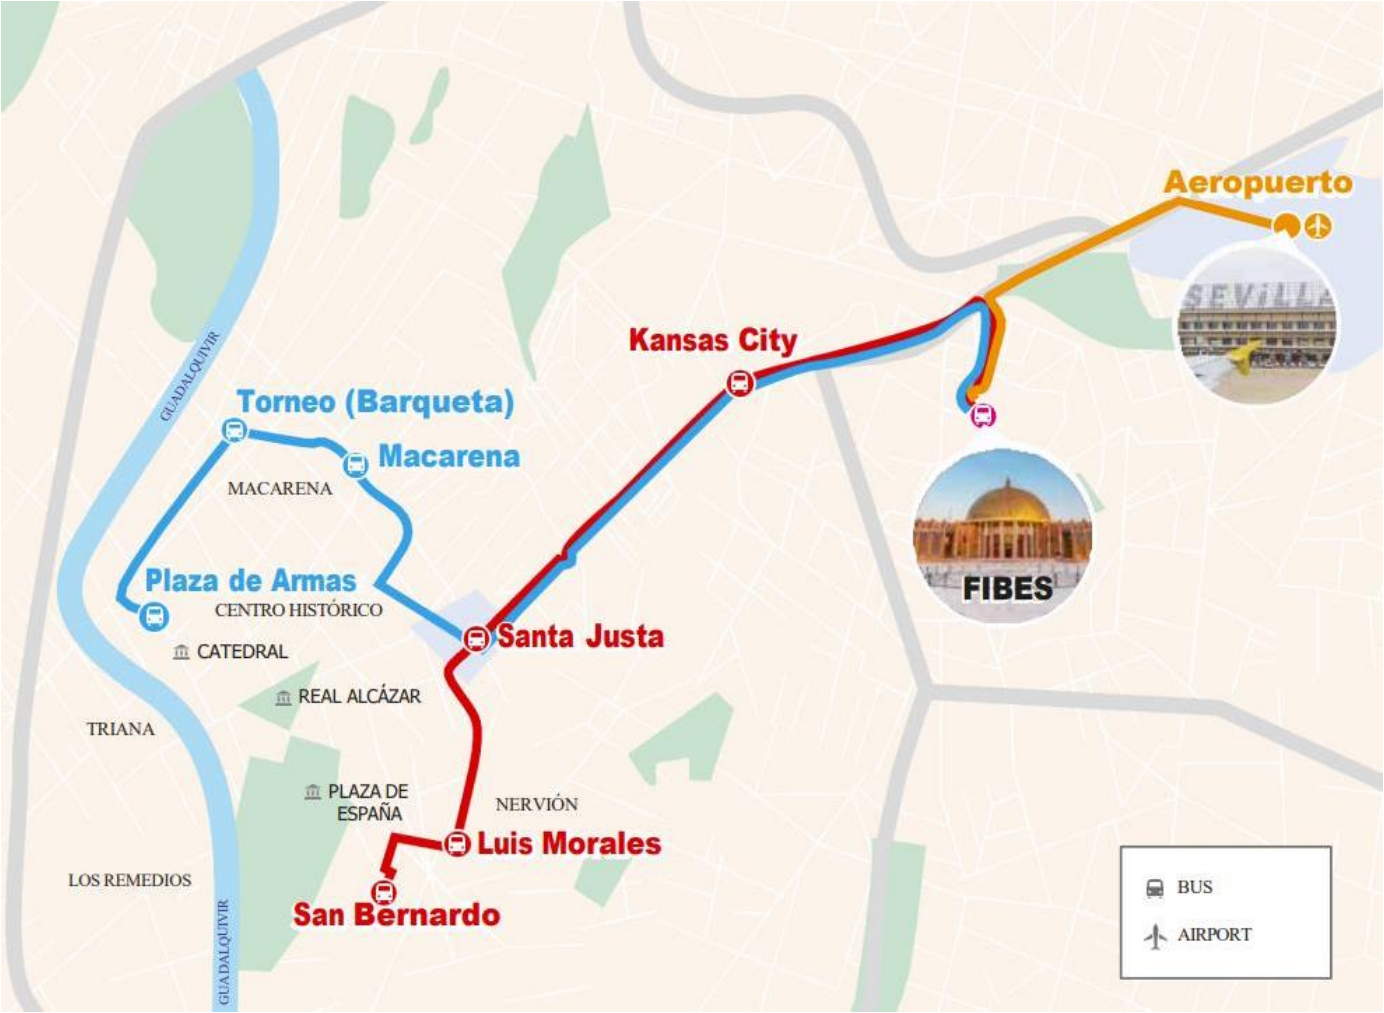 Aeropuerto
SEVILLA
Kansas City
GUADALQUIVIR
Torneo (Barqueta)
Macarena
MACARENA
FIBES
Plaza de Armas
CENTRO HISTÓRICO
Santa Justa
CATEDRAL
REAL ALCÁZAR
TRIANA
PLAZA DE
ESPAÑA
NERVIÓN
Luis Morales
LOS REMEDIOS
San Bernardo
GUADALQUIVIR
BUS
AIRPORT